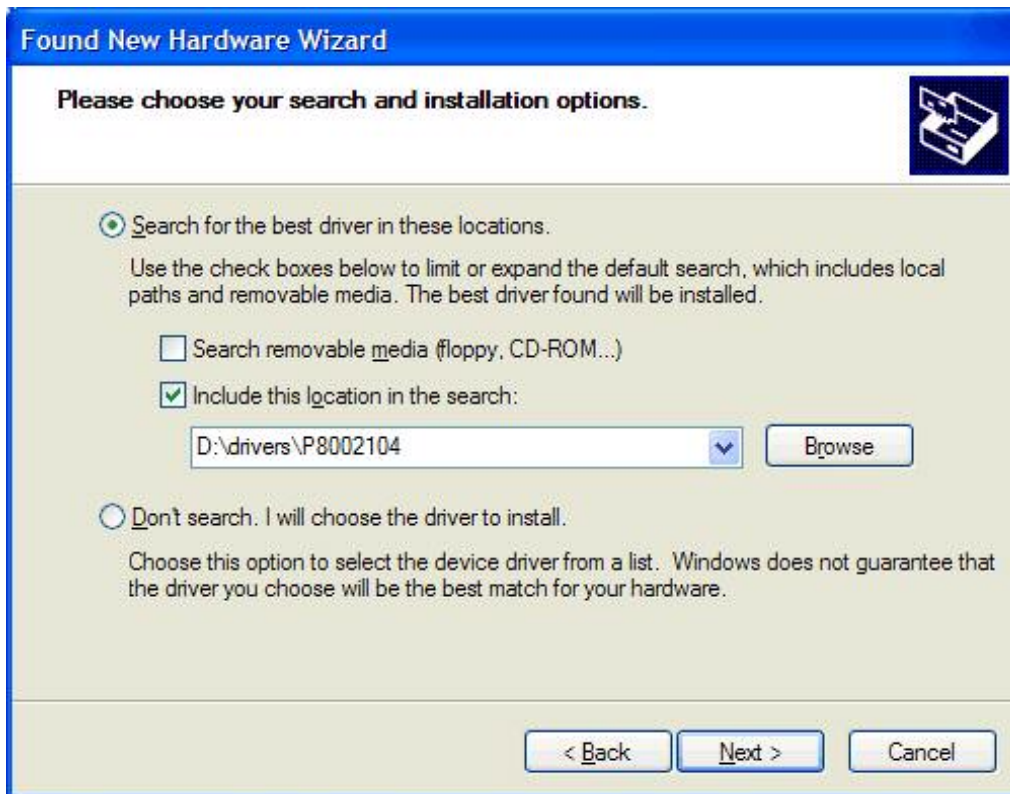 Found New Hardware Wizard
Please choose your search and installation options.
Search for the best driver in these locations.
Use the check boxes below to limit or expand the default search, which includes local
paths and removable media. The best driver found will be installed.
Search removable media (floppy, CD-ROM...)
Include this location in the search:
D:\drivers\P8002104
Browse
Don't search. I will choose the driver to install.
Choose this option to select the device driver from a list. Windows does not guarantee that
the driver you choose will be the best match for your hardware.
< Back Next > Cancel